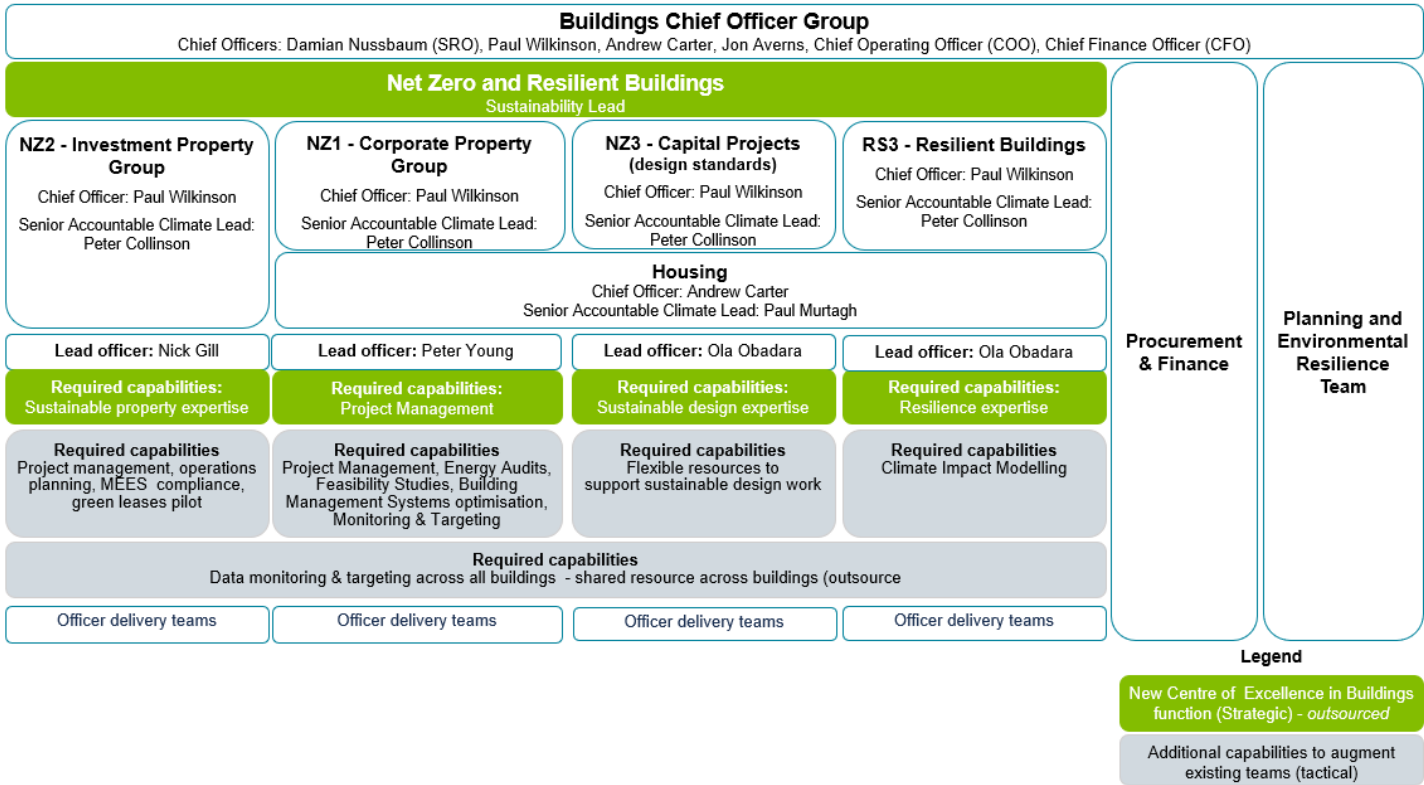 Buildings Chief Officer Group
Chief Officers: Damian Nussbaum (SRO), Paul Wilkinson, Andrew Carter, Jon Averns, Chief Operating Officer (COO), Chief Finance Officer (CFO)
Net Zero and Resilient Buildings
Sustainability Lead
NZ2 - Investment Property
Group
Chief Officer: Paul Wilkinson
Senior Accountable Climate Lead:
Peter Collinson
NZ1 - Corporate Property
Group
Chief Officer: Paul Wilkinson
Senior Accountable Climate Lead:
Peter Collinson
NZ3 - Capital Projects
(design standards)
Chief Officer: Paul Wilkinson
Senior Accountable Climate Lead:
Peter Collinson
RS3 - Resilient Buildings
Chief Officer: Paul Wilkinson
Senior Accountable Climate Lead:
Peter Collinson
Housing
Chief Officer: Andrew Carter
Senior Accountable Climate Lead: Paul Murtagh
Lead officer: Nick Gill
Lead officer: Peter Young
Lead officer: Ola Obadara
Lead officer: Ola Obadara
Required capabilities:
Sustainable property expertise
Required capabilities:
Project Management
Required capabilities:
Sustainable design expertise
Required capabilities:
Resilience expertise
Required capabilities
Project management, operations
planning, MEES compliance,
green leases pilot
Required capabilities
Project Management, Energy Audits,
Feasibility Studies, Building
Management Systems optimisation,
Monitoring & Targeting
Required capabilities
Flexible resources to
support sustainable design work
Required capabilities
Climate Impact Modelling
Required capabilities
Data monitoring & targeting across all buildings - shared resource across buildings (outsource
Officer delivery teams
Officer delivery teams
Officer delivery teams
Officer delivery teams
Procurement
& Finance
Planning and
Environmental
Resilience
Team
Legend
New Centre of Excellence in Buildings
function (Strategic) - outsourced
Additional capabilities to augment
existing teams (tactical)